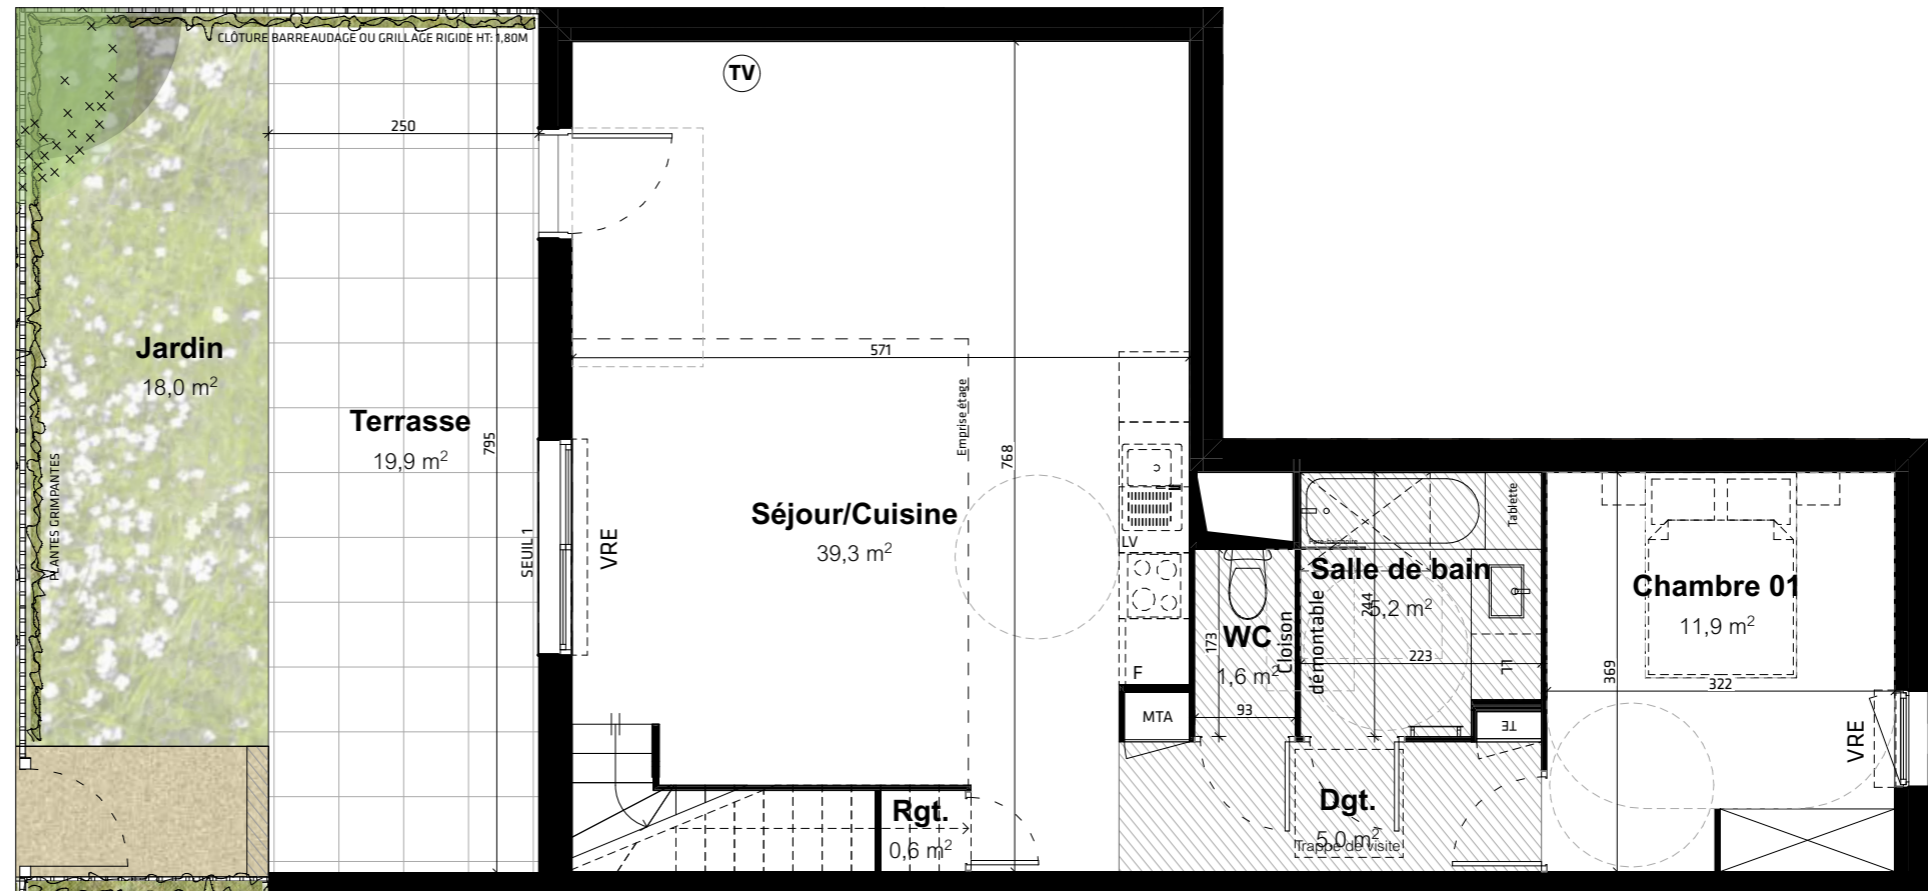 CLÔTURE BARREAUDAGE OU GRILLAGE RIGIDE HT: 1,80M
TV
250
Jardin
18,0 m²
571
Emprise étage
Terrasse
19,9 m²
795
768
PLANTES GRIMPANTES
SEUIL 1
VRE
Séjour/Cuisine
39,3 m²
LV
F
MTA
Tablette
Pare-baignoire
Salle de bain
5,2 m²
244
223
LL
TE
WC
1,6 m²
173
93
Cloison
démontable
Chambre 01
11,9 m²
369
322
VRE
Rgt.
0,6 m²
Dgt.
5,0 m²
Trappe de visite